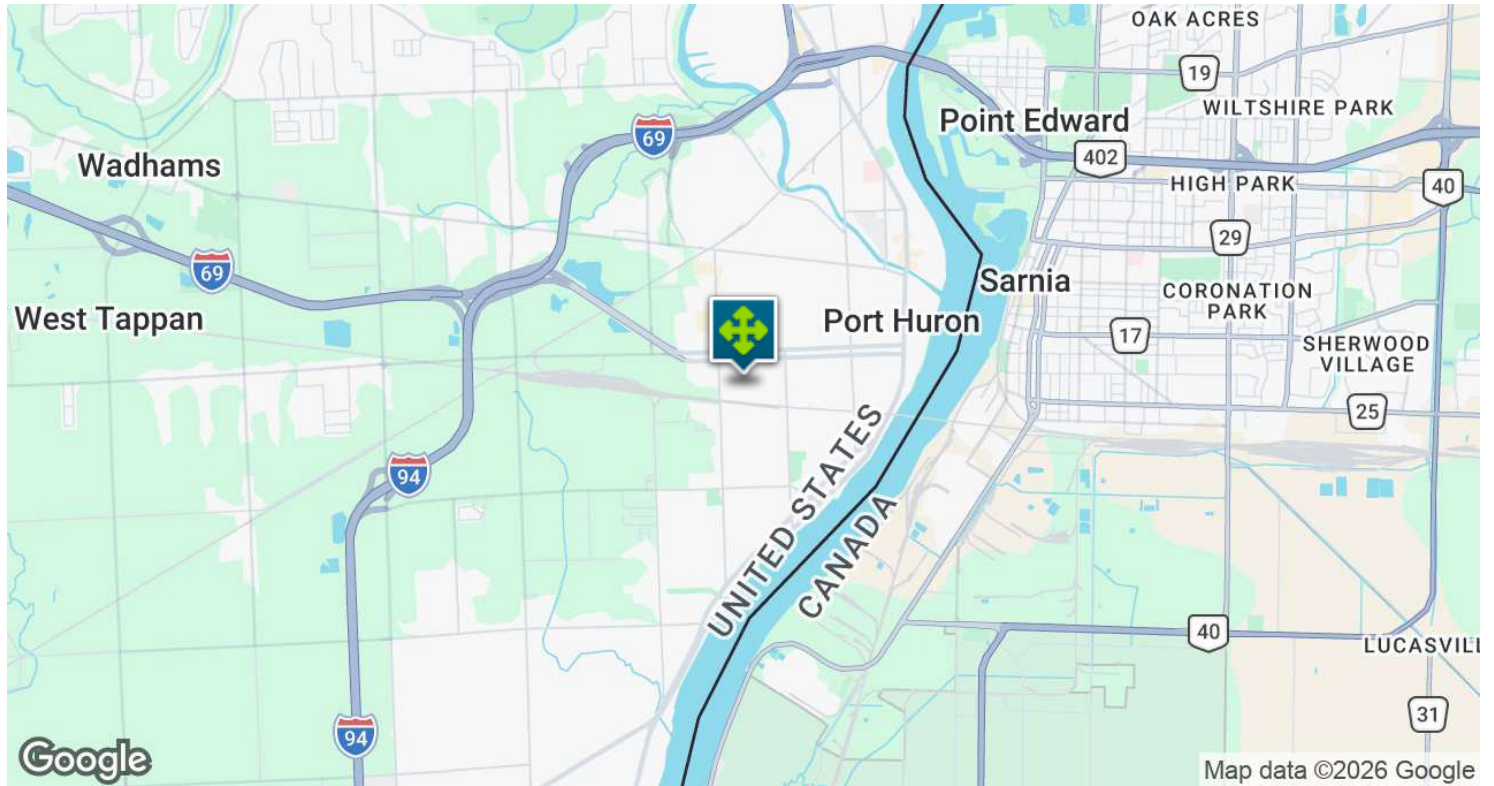 OAK ACRES
19
WILTSHIRE PARK
Point Edward
69
402
Wadhams
HIGH PARK
40
29
69
Sarnia
CORONATION
PARK
West Tappan
Port Huron
17
SHERWOOD
VILLAGE
25
UNITED STATES
94
CANADA
40
LUCASVILL
31
94
Google
Map data ©2026 Google